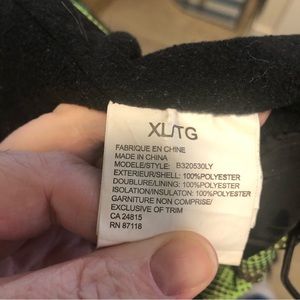 XL/TG
FABRIQUE EN CHINE
MADE IN CHINA
MODELE/STYLE: B320530LY
EXTERIEUR/SHELL: 100%POLYESTER
DOUBLURE/LINING: 100%POLYESTER
ISOLATION/INSULATON: 100%POLYESTER
GARNITURE NON COMPRISE/
EXCLUSIVE OF TRIM
CA 24815
RN 87118